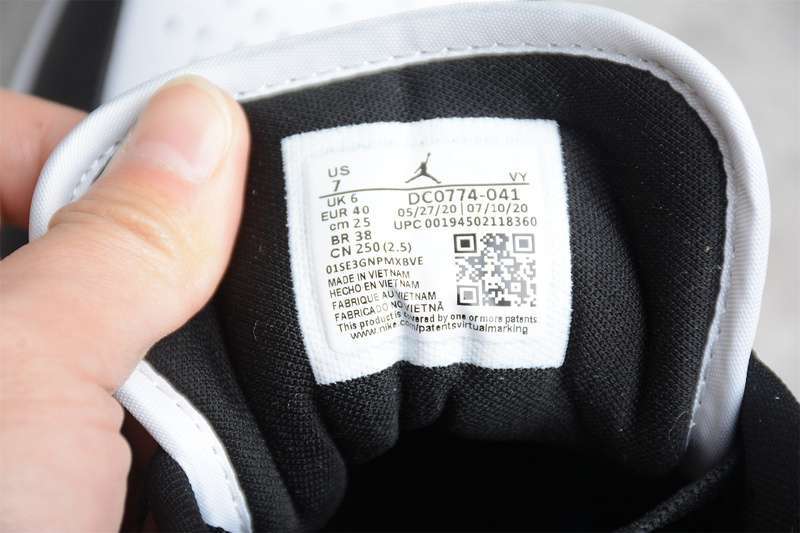 US
7
VY
UK 6
DC0774-041
EUR 40
05/27/20 | 07/10/20
cm 25
UPC 00194502118360
BR 38
CN 250 (2.5)
01SE3GNPMXBVE
MADE IN VIETNAM
HECHO EN VIETNAM
FABRIQUE AU VIETNAM
FABRICADO NO VIETNÃ
This product is covered by one or more patents
www.nike.com/patentsvirtualmarking